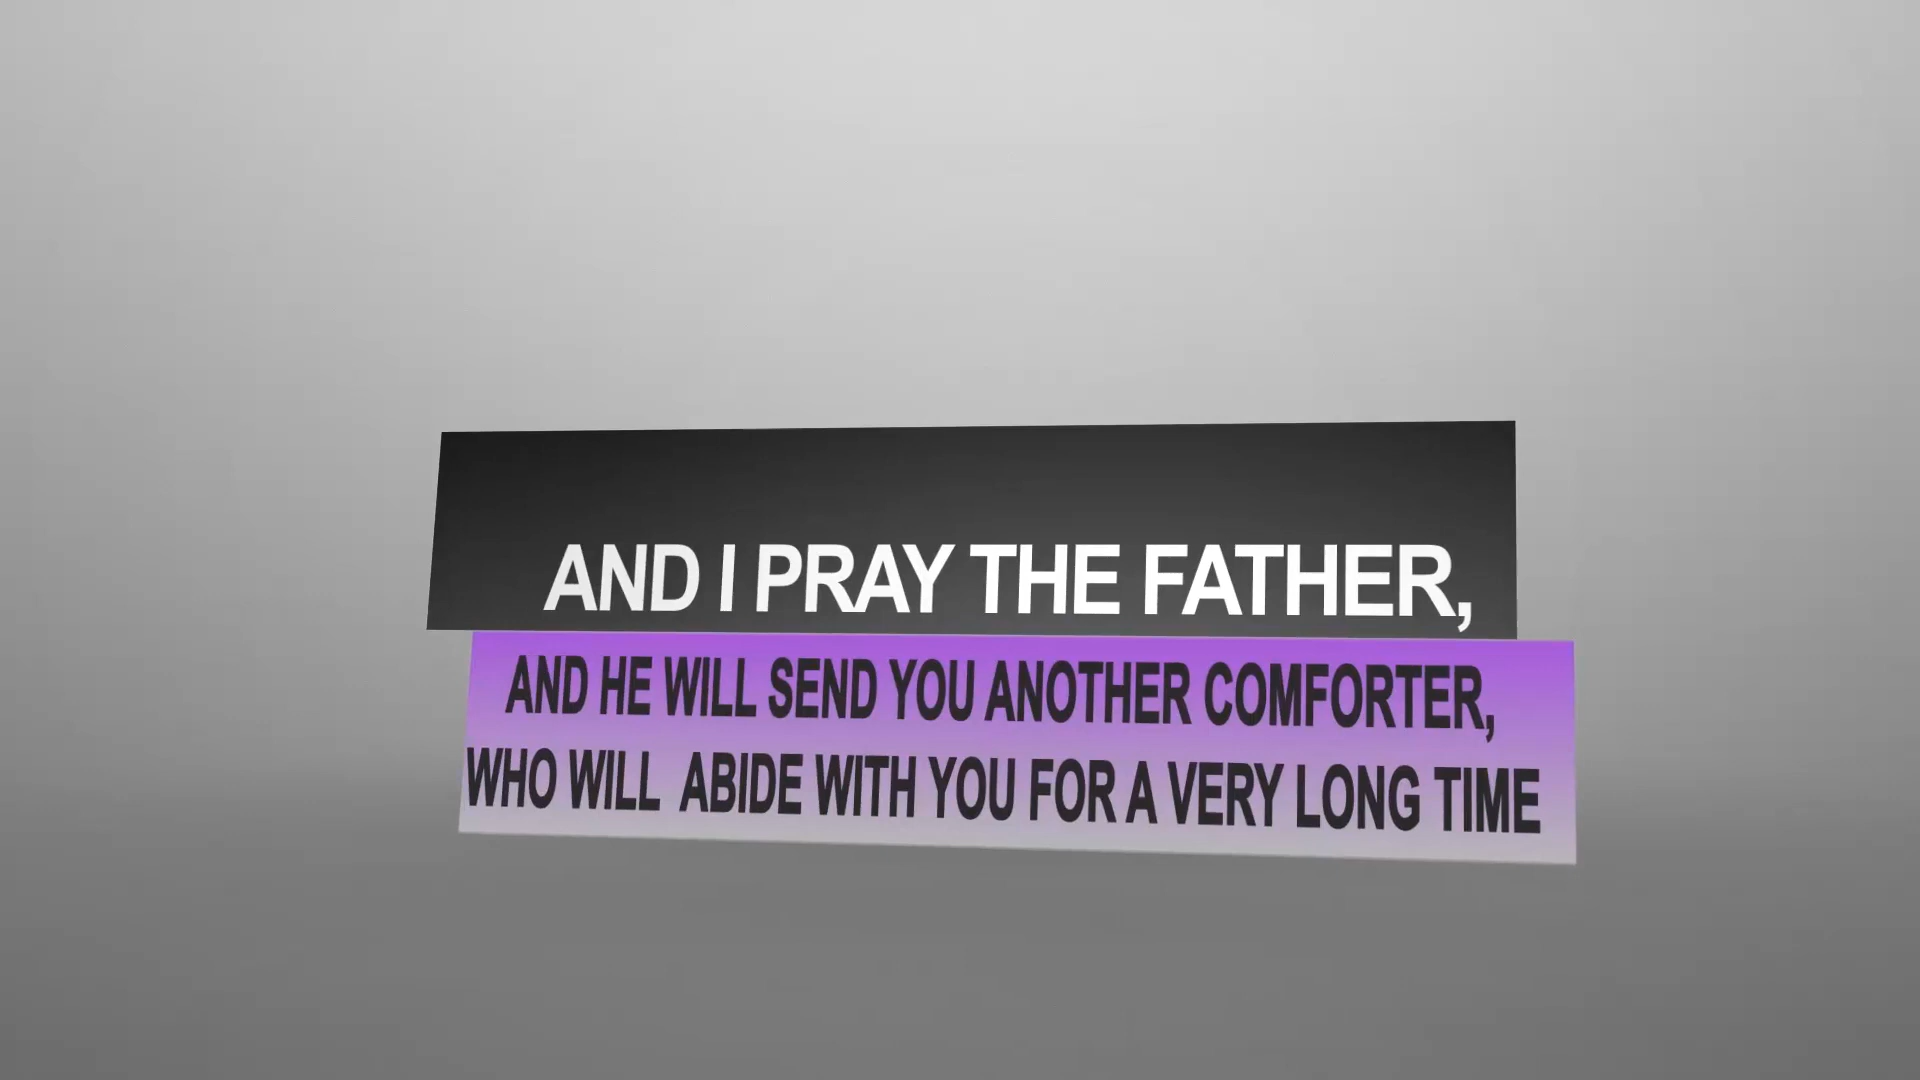 AND I PRAY THE FATHER,
AND HE WILL SEND YOU ANOTHER COMFORTER,
WHO WILL ABIDE WITH YOU FOR A VERY LONG TIME